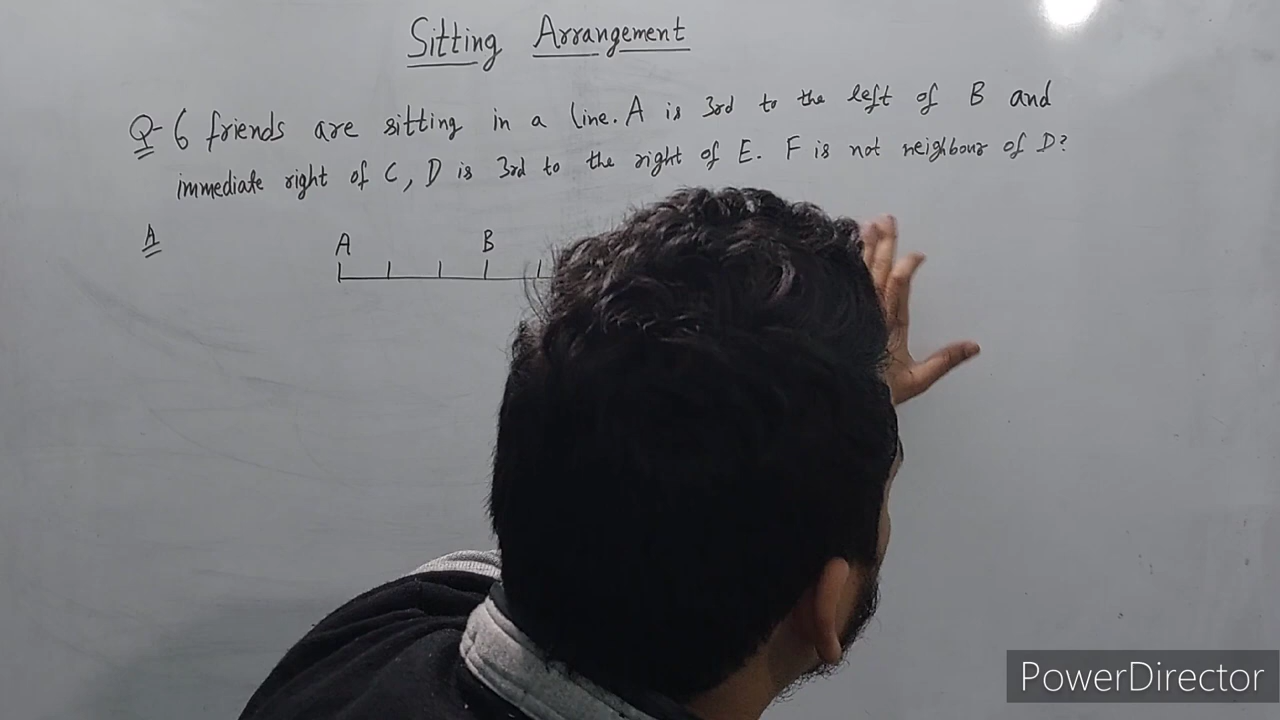 Sitting Arrangement
Q- 6 friends are sitting in a line. A is 3rd to the left of B and
immediate right of C, D is 3rd to the right of E. F is not neighbour of D?
A
A B
PowerDirector